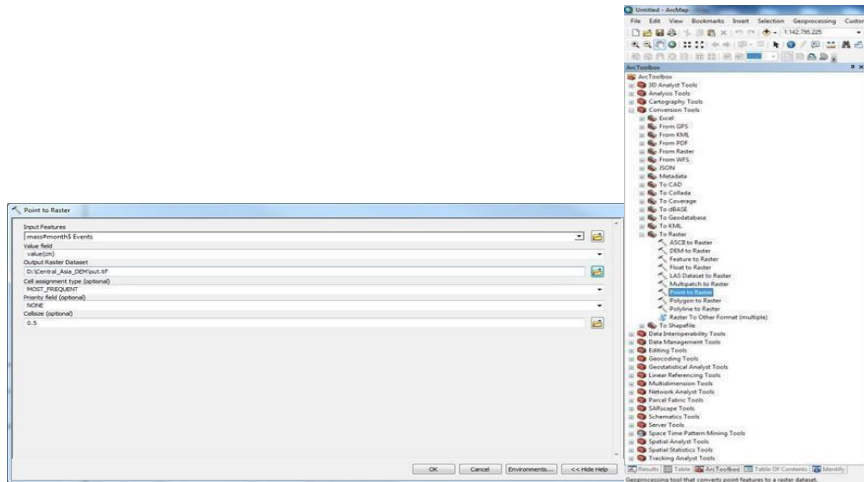 Point to Raster
Input Features
mass#month$ Events
Value field
value(cm)
Output Raster Dataset
D:\Central_Asia_DEM\out.tif
Cell assignment type (optional)
MOST_FREQUENT
Priority field (optional)
NONE
Cellsize (optional)
0.5
OK
Cancel
Environments...
<< Hide Help
Untitled - ArcMap
File Edit View Bookmarks Insert Selection Geoprocessing Custom
1:142,795,225
ArcToolbox
ArcToolbox
3D Analyst Tools
Analysis Tools
Cartography Tools
Conversion Tools
Excel
From GPS
From KML
From PDF
From Raster
From WFS
JSON
Metadata
To CAD
To Collada
To Coverage
To dBASE
To Geodatabase
To KML
To Raster
ASCII to Raster
DEM to Raster
Feature to Raster
Float to Raster
LAS Dataset to Raster
Multipatch to Raster
Point to Raster
Polygon to Raster
Polyline to Raster
Raster To Other Format (multiple)
To Shapefile
Data Interoperability Tools
Data Management Tools
Editing Tools
Geocoding Tools
Geostatistical Analyst Tools
Linear Referencing Tools
Multidimension Tools
Network Analyst Tools
Parcel Fabric Tools
SARscape Tools
Schematics Tools
Server Tools
Space Time Pattern Mining Tools
Spatial Analyst Tools
Spatial Statistics Tools
Tracking Analyst Tools
Results Table ArcToolbox Table Of Contents Identify
Geoprocessing tool that converts point features to a raster dataset.